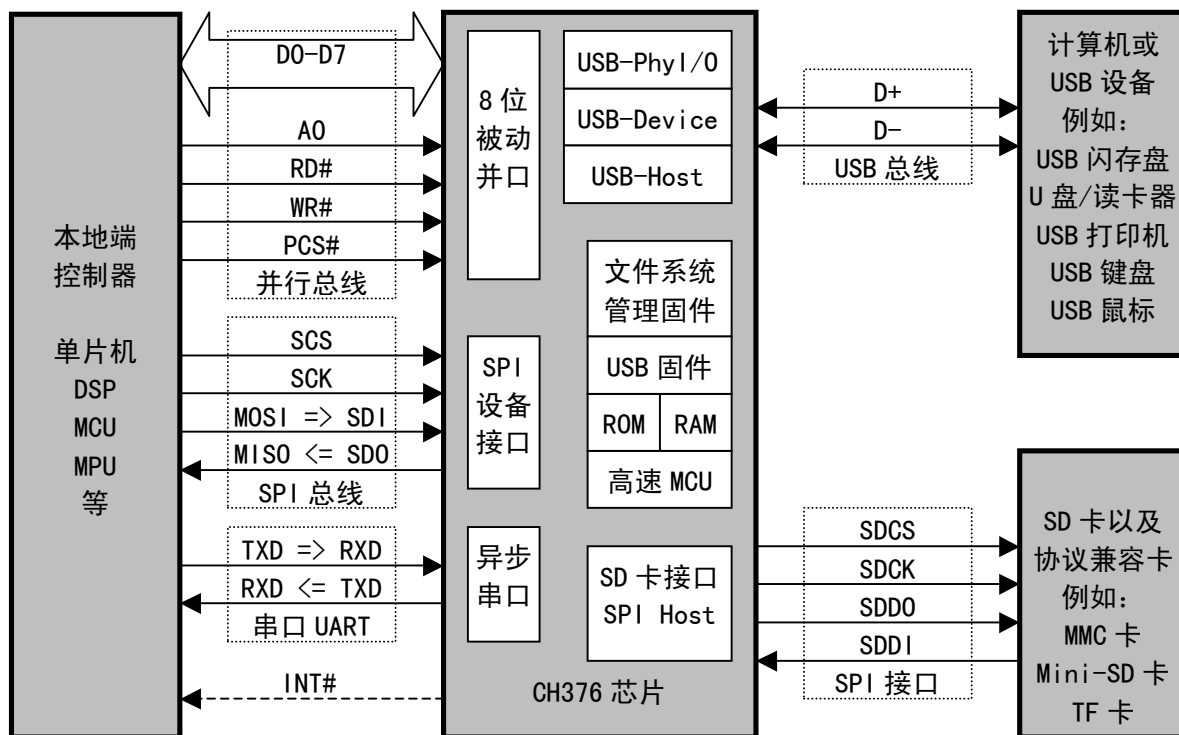 本地端
控制器
单片机
DSP
MCU
MPU
等
D0-D7
A0
RD#
WR#
PCS#
并行总线
SCS
SCK
MOSI => SDI
MISO <= SDO
SPI 总线
TXD => RXD
RXD <= TXD
串口 UART
INT#
8 位
被动
并口
SPI
设备
接口
异步
串口
USB-PhyI/O
USB-Device
USB-Host
文件系统
管理固件
USB 固件
ROM
RAM
高速 MCU
SD 卡接口
SPI Host
CH376 芯片
D+
D-
USB 总线
SDCS
SDCK
SDDO
SDDI
SPI 接口
计算机或
USB 设备
例如：
USB 闪存盘
U 盘/读卡器
USB 打印机
USB 键盘
USB 鼠标
SD 卡以及
协议兼容卡
例如：
MMC 卡
Mini-SD 卡
TF 卡